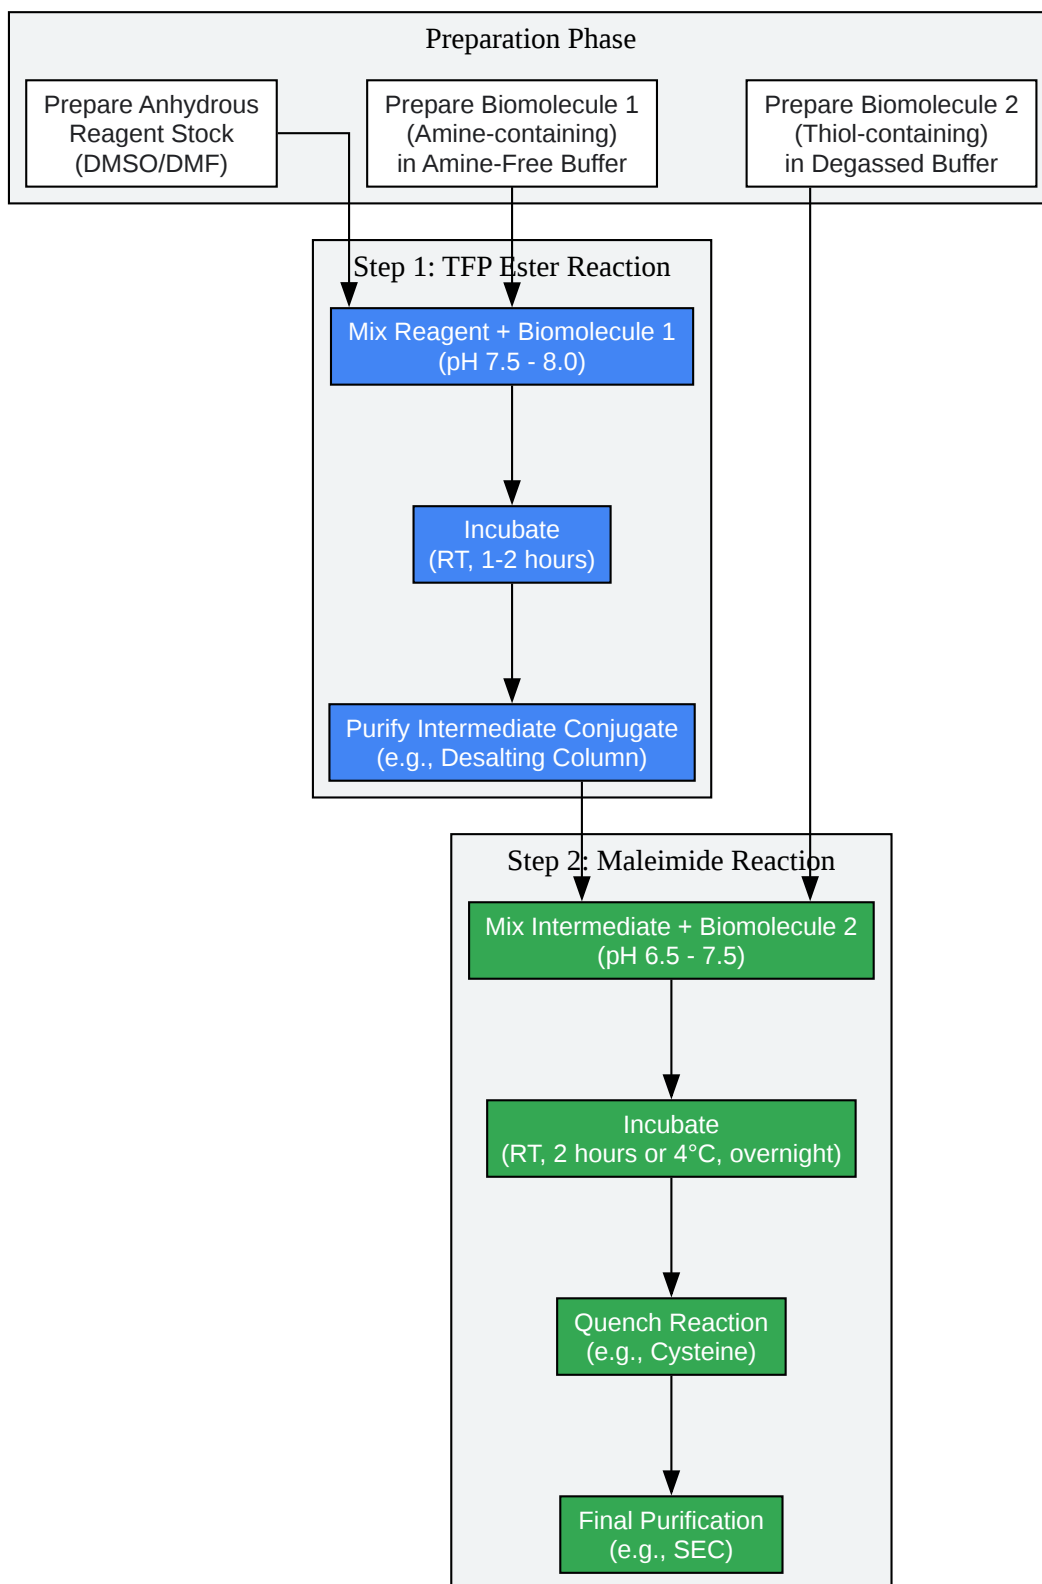 Preparation Phase
Prepare Anhydrous
Reagent Stock
(DMSO/DMF)
Prepare Biomolecule 1
(Amine-containing)
in Amine-Free Buffer
Prepare Biomolecule 2
(Thiol-containing)
in Degassed Buffer
Step 1: TFP Ester Reaction
Mix Reagent + Biomolecule 1
(pH 7.5 - 8.0)
Incubate
(RT, 1-2 hours)
Purify Intermediate Conjugate
(e.g., Desalting Column)
Step 2: Maleimide Reaction
Mix Intermediate + Biomolecule 2
(pH 6.5 - 7.5)
Incubate
(RT, 2 hours or 4°C, overnight)
Quench Reaction
(e.g., Cysteine)
Final Purification
(e.g., SEC)